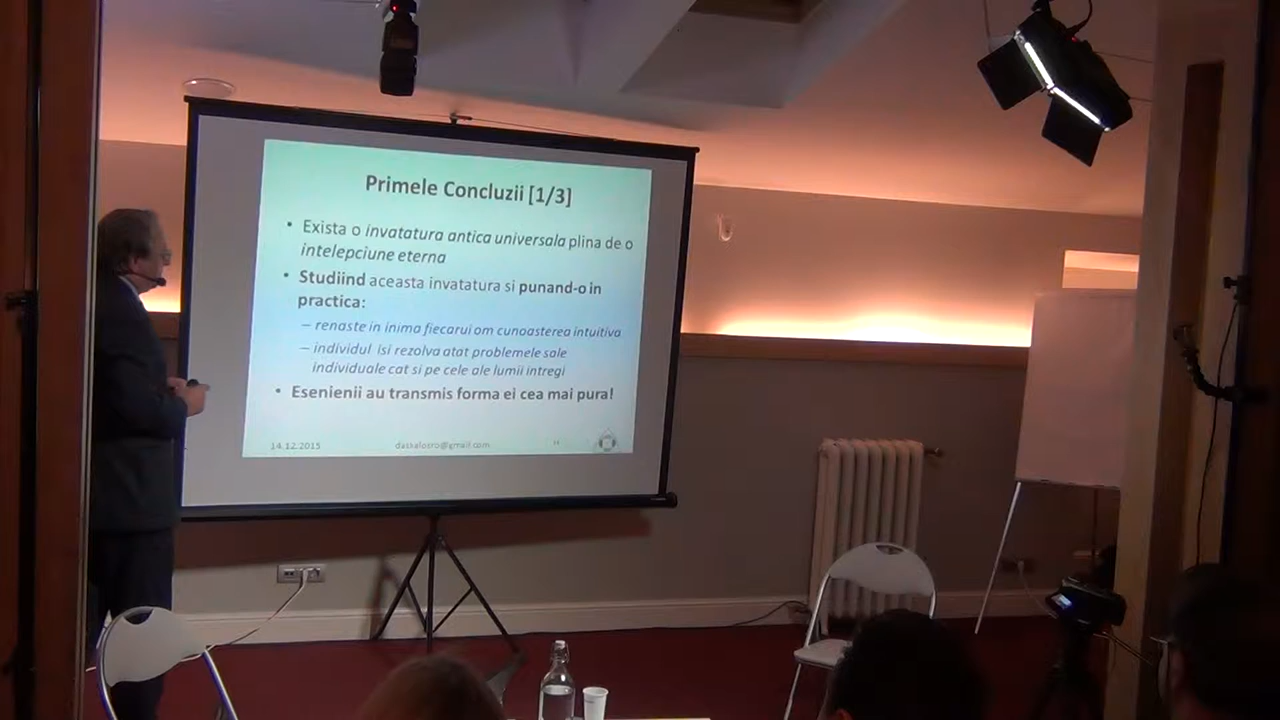 Primele Concluzii [1/3]
• Exista o invatatura antica universala plina de o
intelepciune eterna
• Studiind aceasta invatatura si punand-o in
practica:
– renaste in inima fiecarui om cunoasterea intuitiva
– individul isi rezolva atat problemele sale
individuale cat si pe cele ale lumii intregi
• Esenienii au transmis forma ei cea mai pura!
14.12.2015
daskalosro@gmail.com